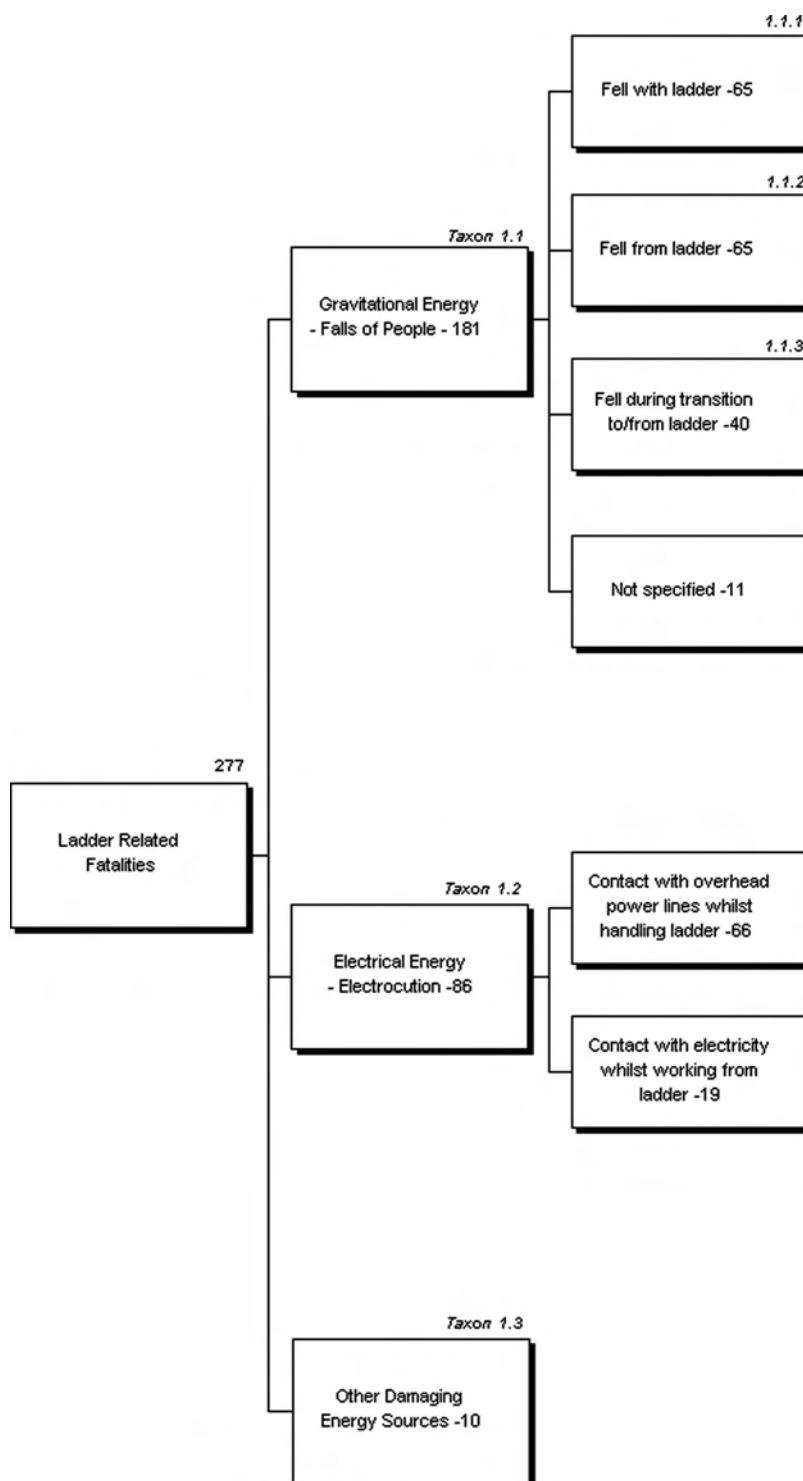 1.1.1
Fell with ladder -65
1.1.2
Fell from ladder -65
Taxon 1.1
Gravitational Energy
- Falls of People - 181
1.1.3
Fell during transition
to/from ladder -40
Not specified -11
277
Ladder Related
Fatalities
Taxon 1.2
Electrical Energy
- Electrocution -86
Contact with overhead
power lines whilst
handling ladder -66
Contact with electricity
whilst working from
ladder -19
Taxon 1.3
Other Damaging
Energy Sources -10